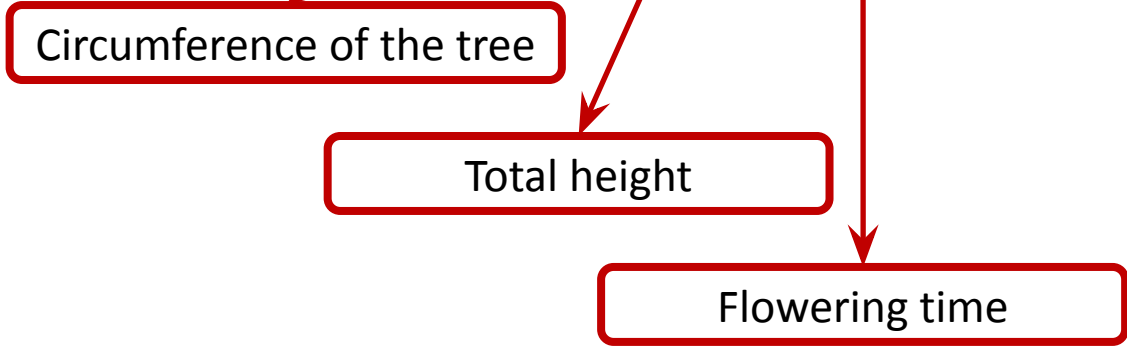 Circumference of the tree
Total height
Flowering time